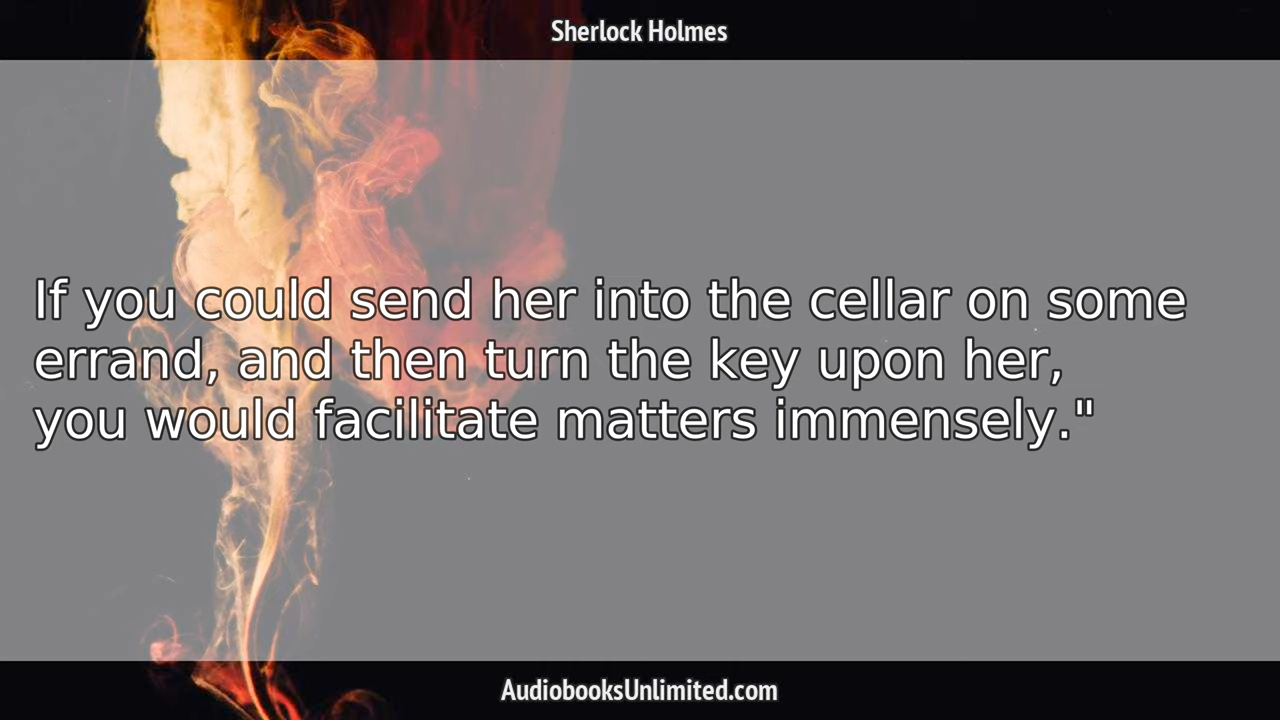 Sherlock Holmes
If you could send her into the cellar on some
errand, and then turn the key upon her,
you would facilitate matters immensely."
AudiobooksUnlimited.com